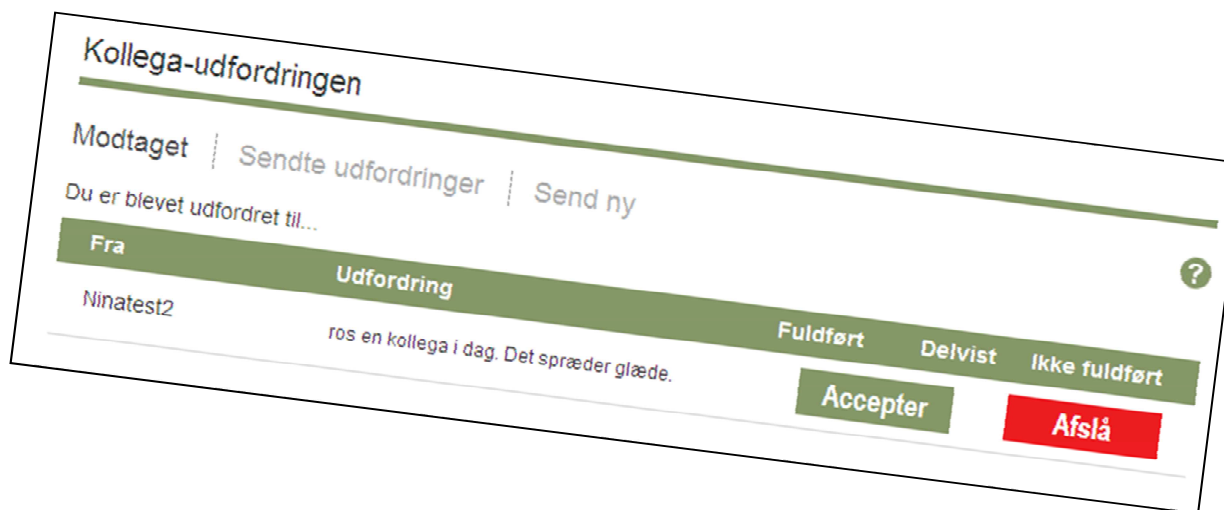 Kollega-udfordringen
Modtaget Sendte udfordringer Send ny
Du er blevet udfordret til...
?
Fra Udfordring Fuldført Delvist Ikke fuldført
Ninatest2 ros en kollega i dag. Det spræder glæde. Accepter Afslå